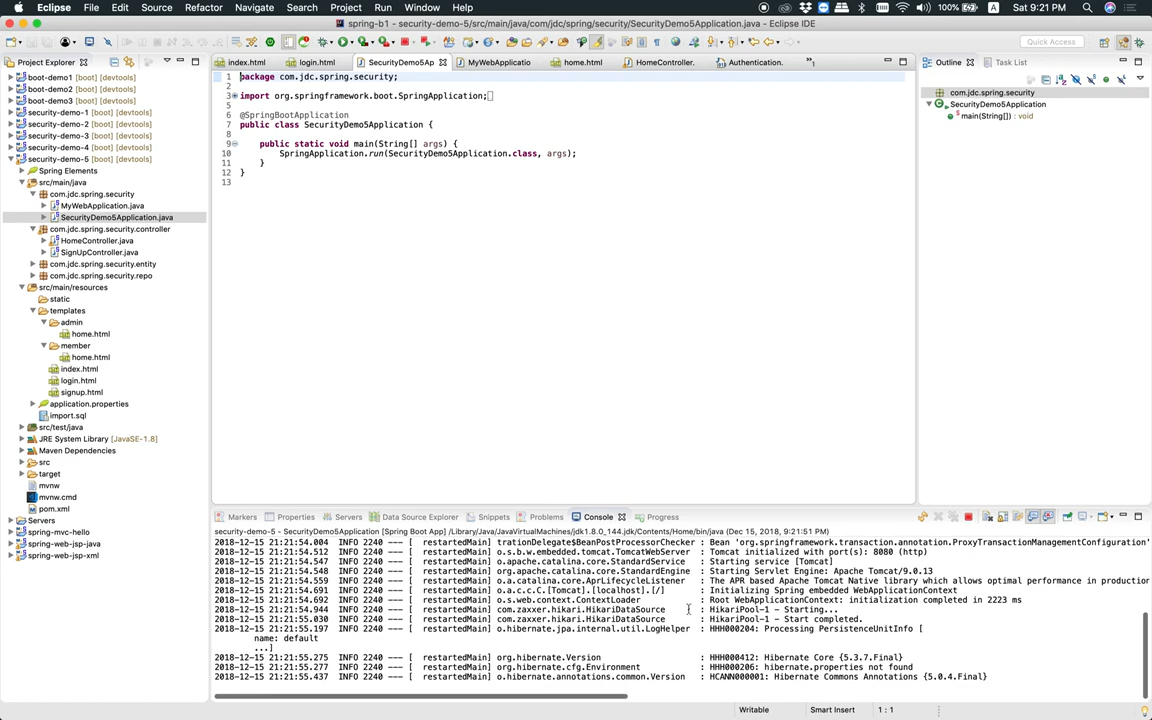 Eclipse File Edit Source Refactor Navigate Search Project Run Window Help 100% A Sat 9:21 PM
spring-b1 - security-demo-5/src/main/java/com/jdc/spring/security/SecurityDemo5Application.java - Eclipse IDE
Quick Access
Project Explorer
index.html login.html SecurityDemo5Ap MyWebApplicatio home.html HomeController. Authentication. »1
Outline Task List
boot-demo1 [boot] [devtools]
boot-demo2 [boot] [devtools]
boot-demo3 [boot] [devtools]
security-demo-1 [boot] [devtools]
security-demo-2 [boot] [devtools]
security-demo-3 [boot] [devtools]
security-demo-4 [boot] [devtools]
security-demo-5 [boot] [devtools]
Spring Elements
src/main/java
com.jdc.spring.security
MyWebApplication.java
SecurityDemo5Application.java
com.jdc.spring.security.controller
HomeController.java
SignUpController.java
com.jdc.spring.security.entity
com.jdc.spring.security.repo
src/main/resources
static
templates
admin
home.html
member
home.html
index.html
login.html
signup.html
application.properties
import.sql
src/test/java
JRE System Library [JavaSE-1.8]
Maven Dependencies
src
target
mvnw
mvnw.cmd
pom.xml
Servers
spring-mvc-hello
spring-web-jsp-java
spring-web-jsp-xml
1 package com.jdc.spring.security;
2
3 import org.springframework.boot.SpringApplication;
5
6 @SpringBootApplication
7 public class SecurityDemo5Application {
8
9 public static void main(String[] args) {
10 SpringApplication.run(SecurityDemo5Application.class, args);
11 }
12 }
13
com.jdc.spring.security
SecurityDemo5Application
main(String[]) : void
Markers Properties Servers Data Source Explorer Snippets Problems Console Progress
security-demo-5 - SecurityDemo5Application [Spring Boot App] /Library/Java/JavaVirtualMachines/jdk1.8.0_144.jdk/Contents/Home/bin/java (Dec 15, 2018, 9:21:51 PM)
2018-12-15 21:21:54.004 INFO 2240 --- [ restartedMain] trationDelegate$BeanPostProcessorChecker : Bean 'org.springframework.transaction.annotation.ProxyTransactionManagementConfiguration'
2018-12-15 21:21:54.512 INFO 2240 --- [ restartedMain] o.s.b.w.embedded.tomcat.TomcatWebServer : Tomcat initialized with port(s): 8080 (http)
2018-12-15 21:21:54.547 INFO 2240 --- [ restartedMain] o.apache.catalina.core.StandardService : Starting service [Tomcat]
2018-12-15 21:21:54.548 INFO 2240 --- [ restartedMain] org.apache.catalina.core.StandardEngine : Starting Servlet Engine: Apache Tomcat/9.0.13
2018-12-15 21:21:54.559 INFO 2240 --- [ restartedMain] o.a.catalina.core.AprLifecycleListener : The APR based Apache Tomcat Native library which allows optimal performance in production
2018-12-15 21:21:54.691 INFO 2240 --- [ restartedMain] o.a.c.c.C.[Tomcat].[localhost].[/] : Initializing Spring embedded WebApplicationContext
2018-12-15 21:21:54.692 INFO 2240 --- [ restartedMain] o.s.web.context.ContextLoader : Root WebApplicationContext: initialization completed in 2223 ms
2018-12-15 21:21:54.944 INFO 2240 --- [ restartedMain] com.zaxxer.hikari.HikariDataSource : HikariPool-1 - Starting...
2018-12-15 21:21:55.030 INFO 2240 --- [ restartedMain] com.zaxxer.hikari.HikariDataSource : HikariPool-1 - Start completed.
2018-12-15 21:21:55.197 INFO 2240 --- [ restartedMain] o.hibernate.jpa.internal.util.LogHelper : HHH000204: Processing PersistenceUnitInfo [
name: default
...]
2018-12-15 21:21:55.275 INFO 2240 --- [ restartedMain] org.hibernate.Version : HHH000412: Hibernate Core {5.3.7.Final}
2018-12-15 21:21:55.277 INFO 2240 --- [ restartedMain] org.hibernate.cfg.Environment : HHH000206: hibernate.properties not found
2018-12-15 21:21:55.437 INFO 2240 --- [ restartedMain] o.hibernate.annotations.common.Version : HCANN000001: Hibernate Commons Annotations {5.0.4.Final}
Writable Smart Insert 1 : 1